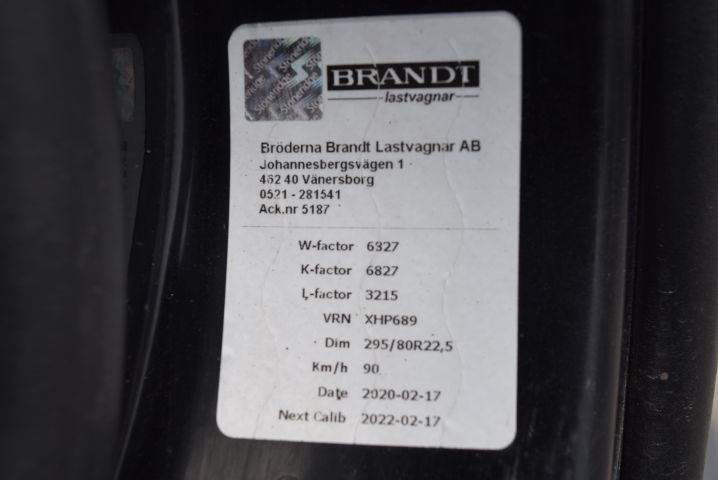 BRANDT
lastvagnar
Bröderna Brandt Lastvagnar AB
Johannesbergsvägen 1
462 40 Vänersborg
0521 - 281541
Ack.nr 5187
W-factor 6327
K-factor 6827
L-factor 3215
VRN XHP689
Dim 295/80R22,5
Km/h 90
Date 2020-02-17
Next Calib 2022-02-17